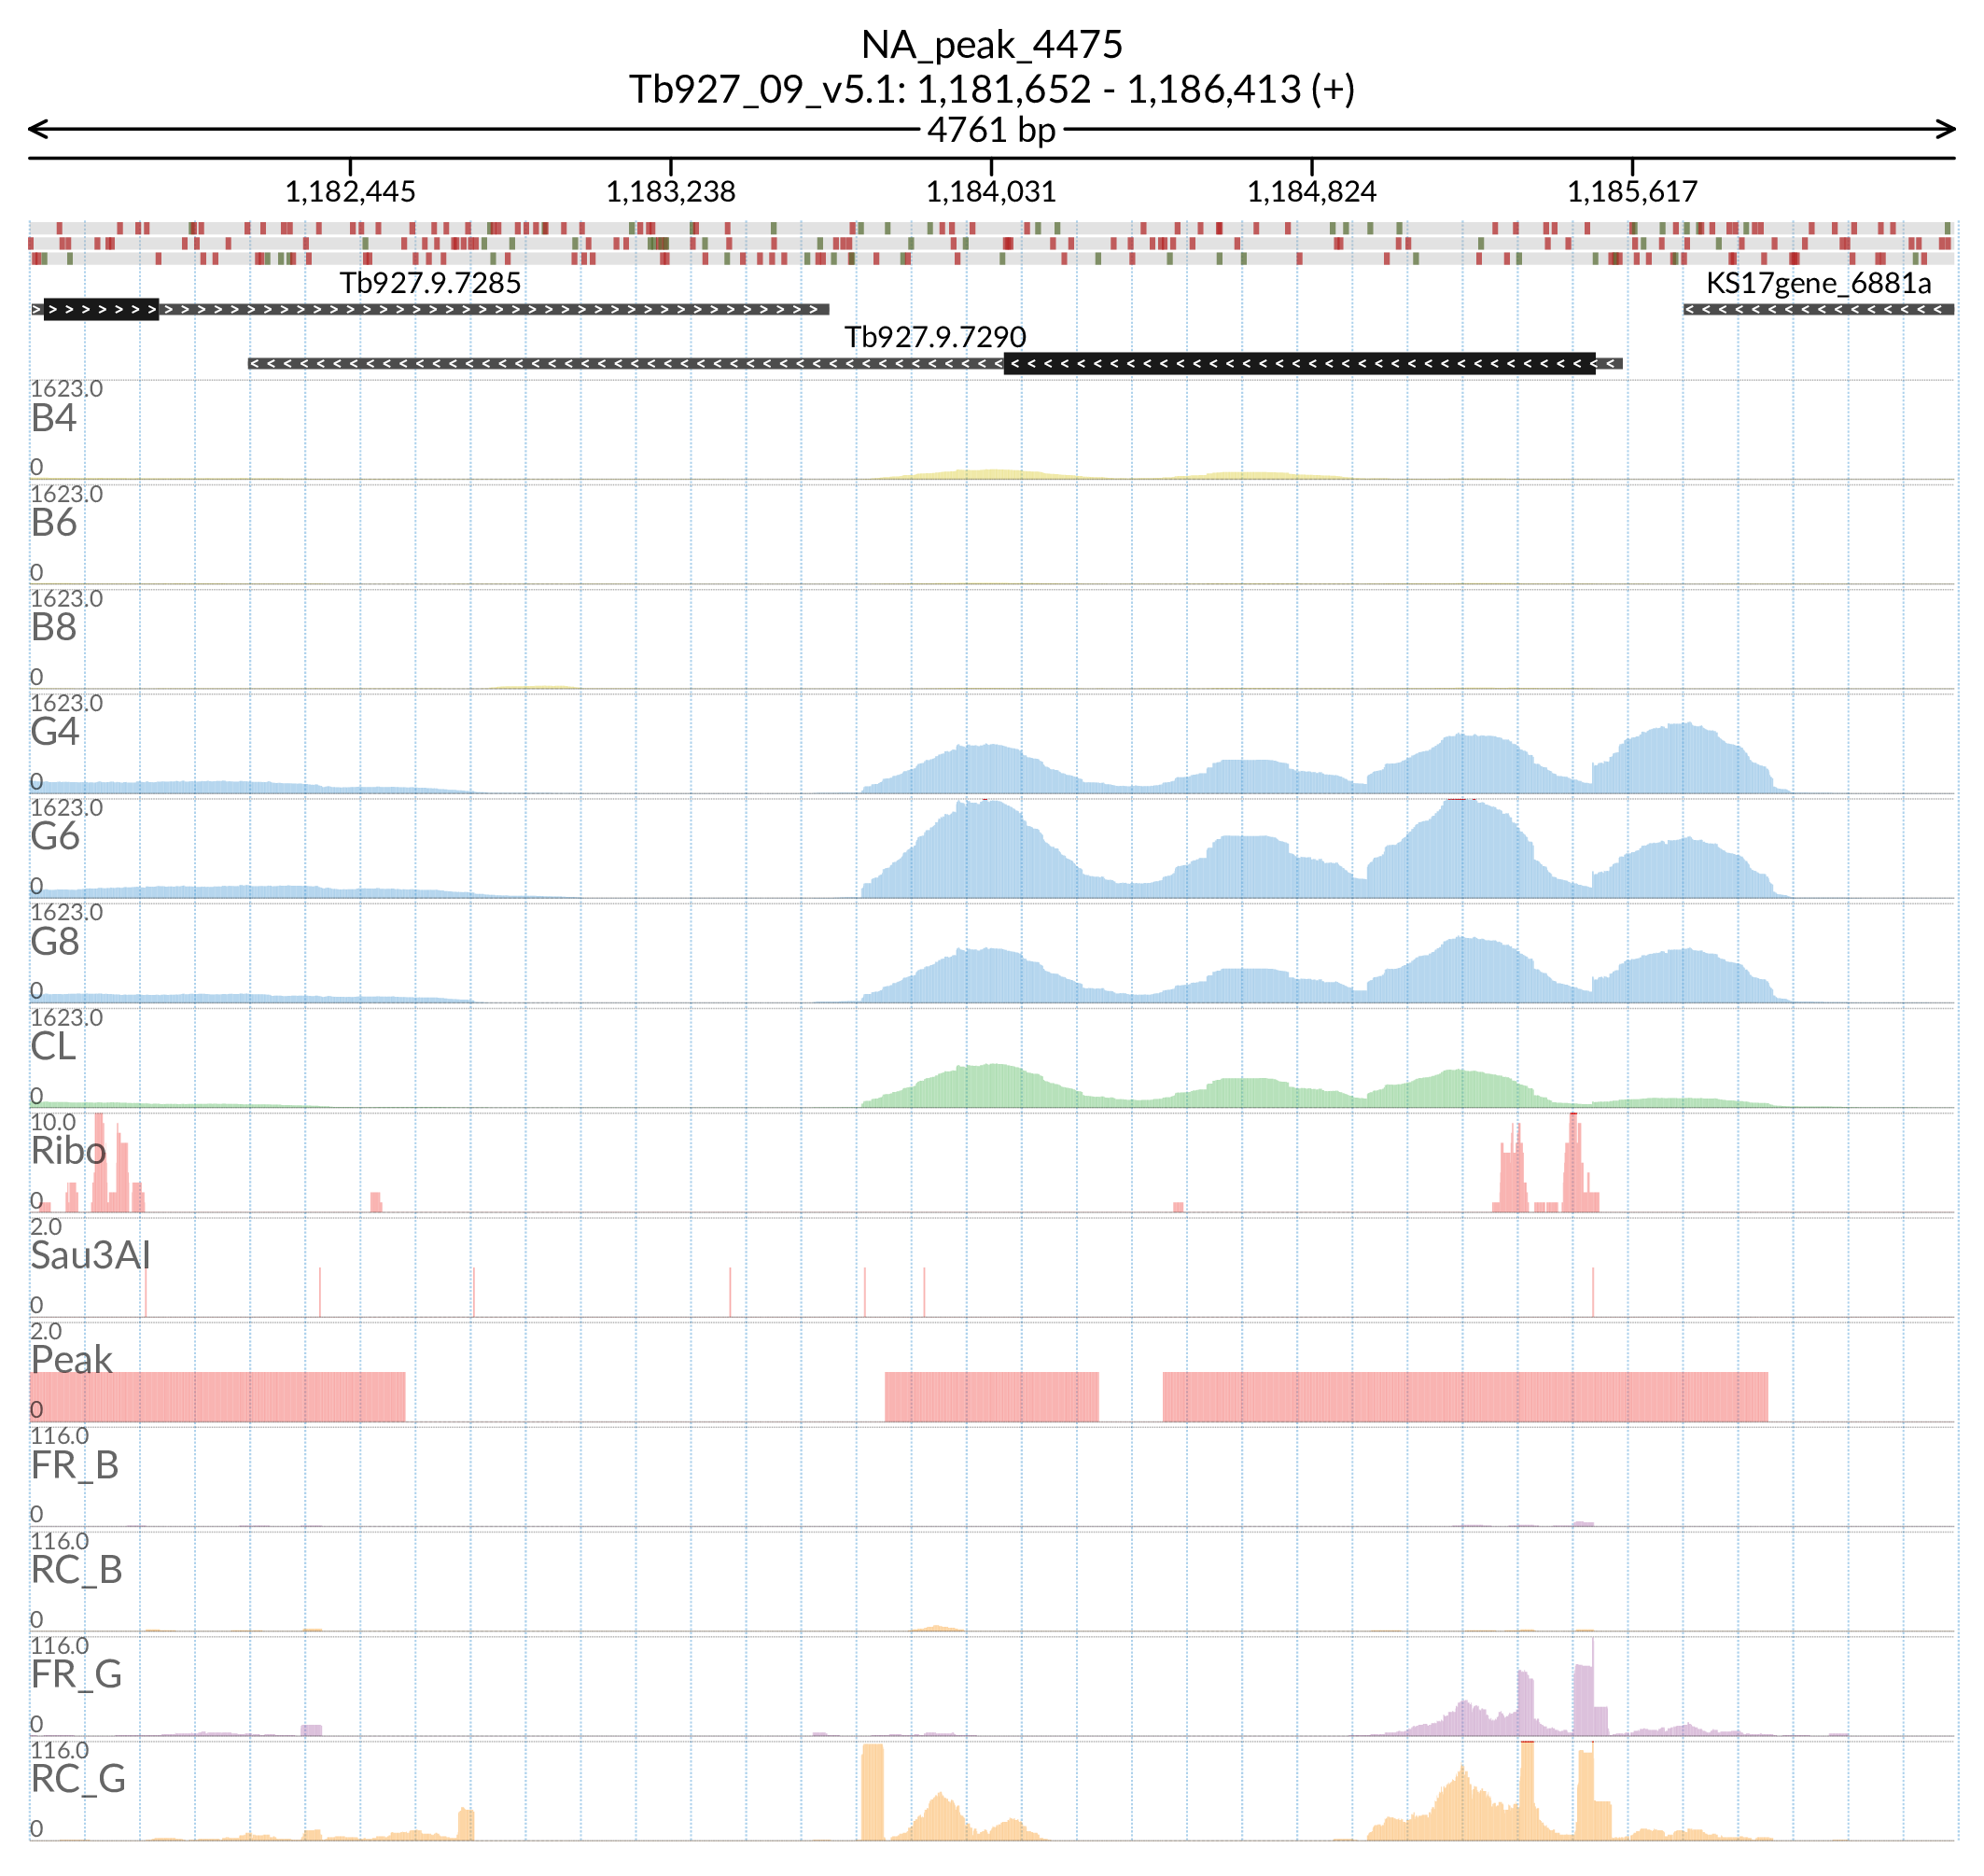 NA_peak_4475
Tb927_09_v5.1: 1,181,652 - 1,186,413 (+)
4761 bp
1,182,445 1,183,238 1,184,031 1,184,824 1,185,617
Tb927.9.7285 KS17gene_6881a
Tb927.9.7290
1623.0
B4
0
1623.0
B6
0
1623.0
B8
0
1623.0
G4
0
1623.0
G6
0
1623.0
G8
0
1623.0
CL
0
10.0
Ribo
0
2.0
Sau3AI
0
2.0
Peak
0
116.0
FR_B
0
116.0
RC_B
0
116.0
FR_G
0
116.0
RC_G
0